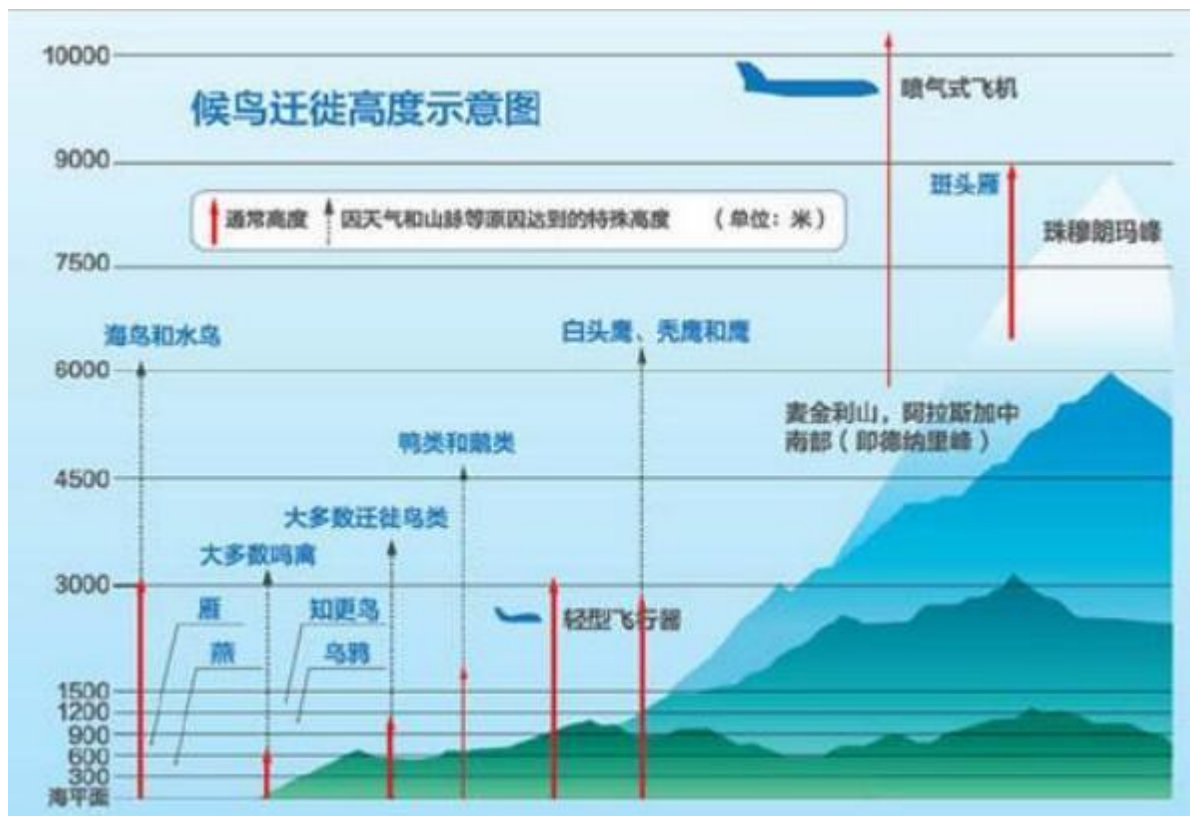 10000
喷气式飞机
候鸟迁徙高度示意图
9000
斑头雁
通常高度 因天气和山脉等原因达到的特殊高度 （单位：米）
珠穆朗玛峰
7500
海鸟和水鸟
白头鹰、秃鹰和鹰
6000
麦金利山，阿拉斯加中
南部（即德纳里峰）
鸭类和鹅类
4500
大多数迁徙鸟类
大多数鸣禽
3000
雁
知更鸟
轻型飞行器
燕
乌鸦
1500
1200
900
600
300
海平面